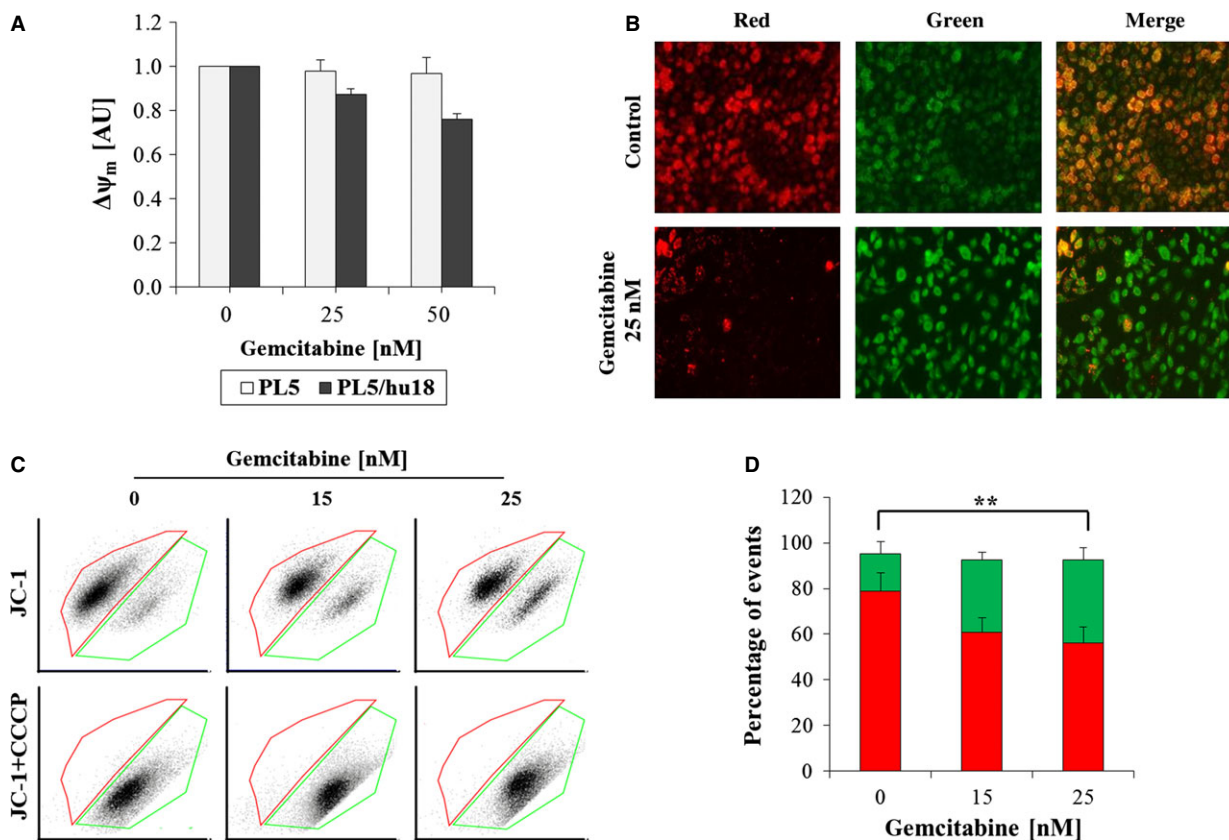 A
1.2
1.0
0.8
0.6
0.4
0.2
0.0
Δψm [AU]
0 25 50
Gemcitabine [nM]
PL5 PL5/hu18
B
Red Green Merge
Control
Gemcitabine
25 nM
C
Gemcitabine [nM]
0 15 25
JC-1
JC-1+CCCP
D
120
100
80
60
40
20
0
Percentage of events
**
0 15 25
Gemcitabine [nM]